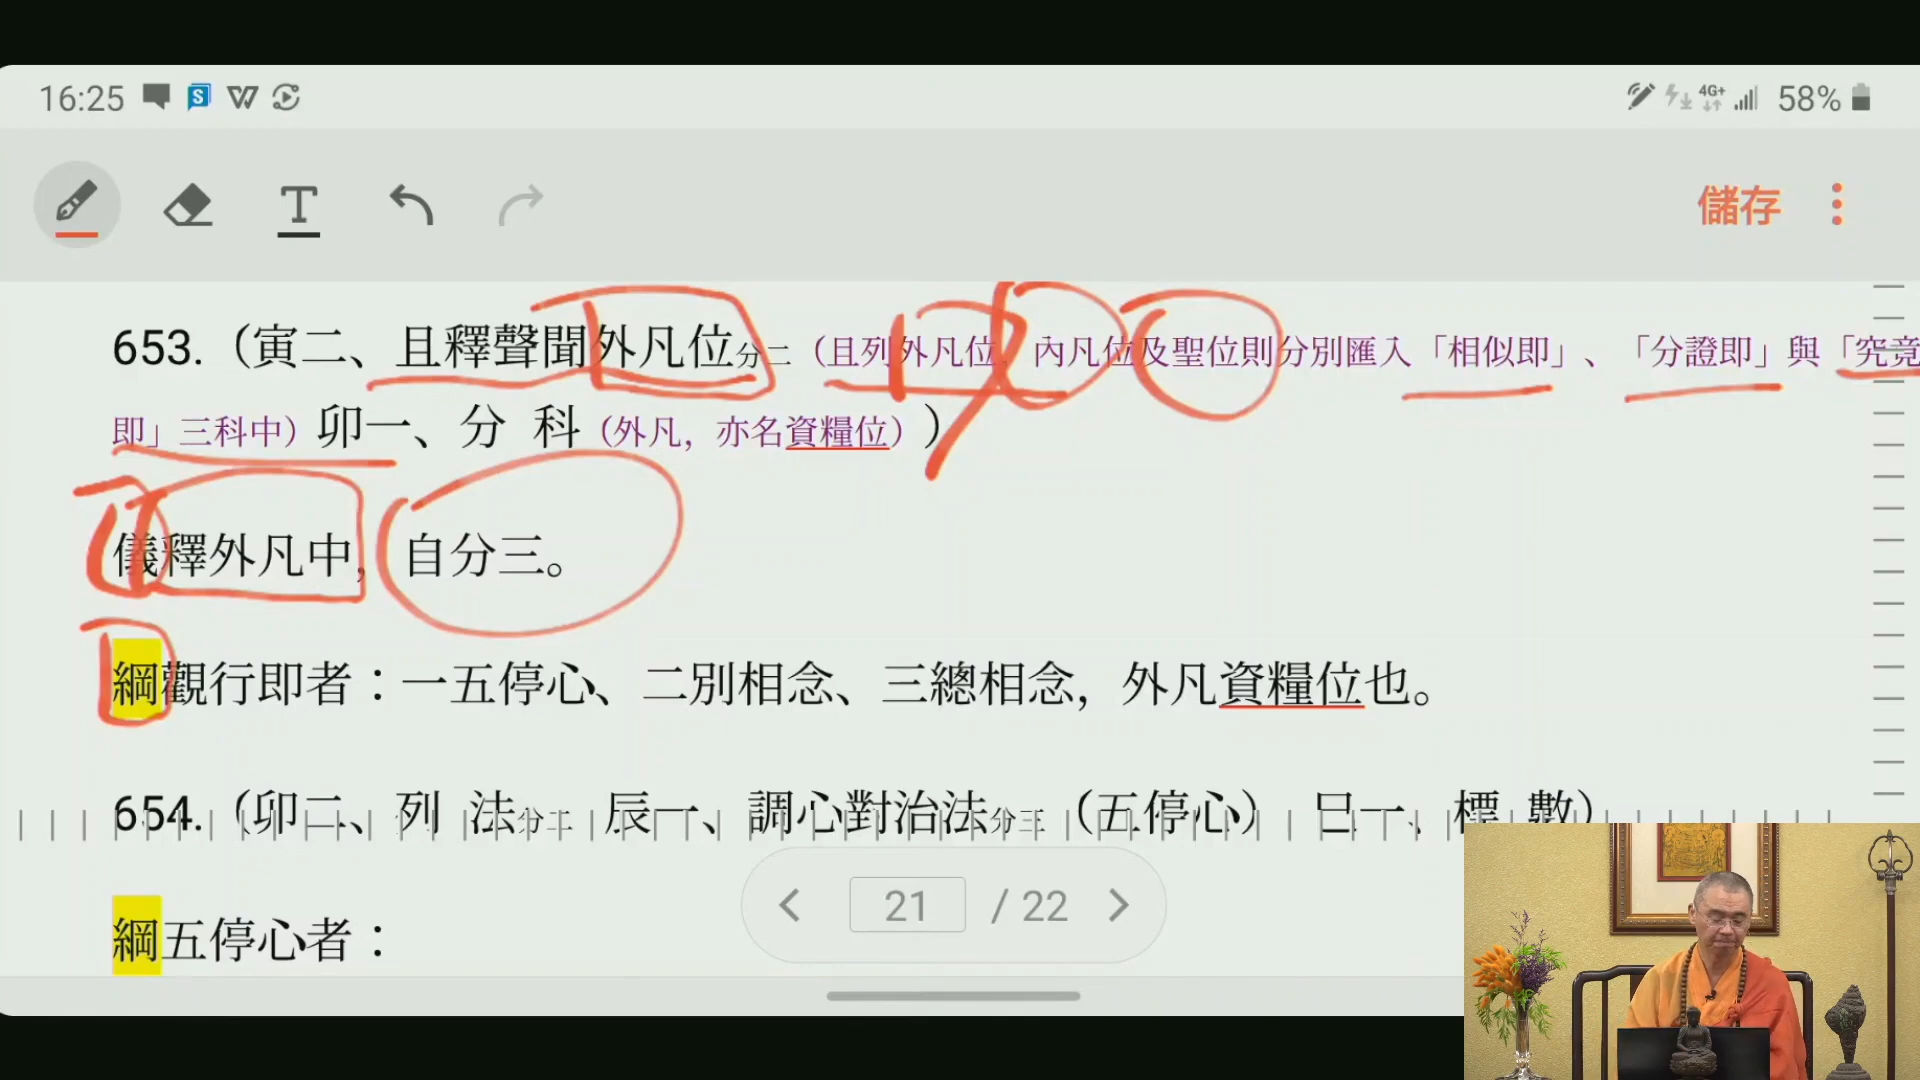 16:25
4G+ 58%
儲存
653.（寅二、且釋聲聞外凡位分二（且列外凡位，內凡位及聖位則分別匯入「相似即」、「分證即」與「究竟
即」三科中）卯一、分 科（外凡，亦名資糧位））
儀釋外凡中，自分三。
綱觀行即者：一五停心、二別相念、三總相念，外凡資糧位也。
654.（卯二、列 法分二 辰一、調心對治法分三（五停心） 巳一、標 數）
綱五停心者：
21 / 22